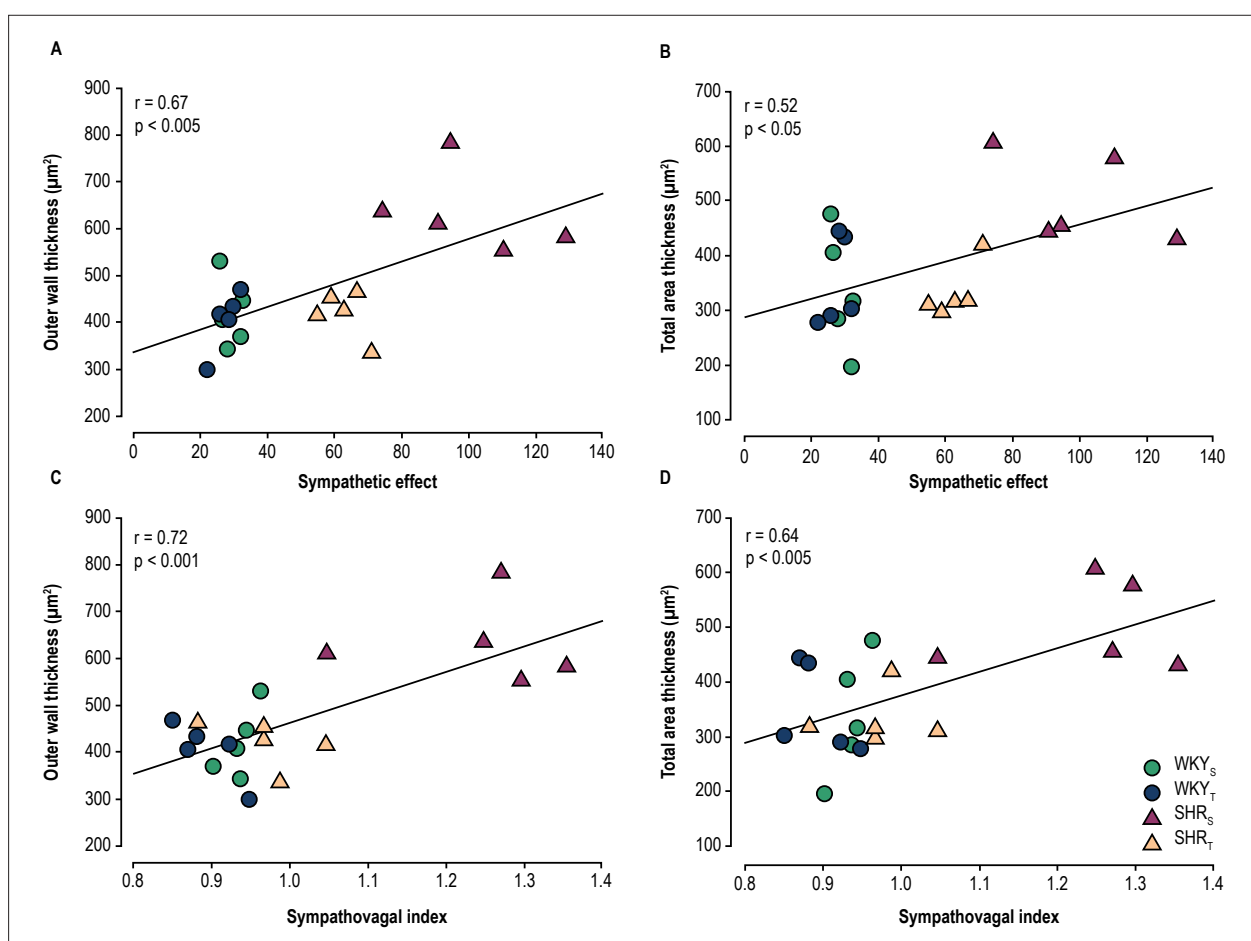 A
r = 0.67
p < 0.005
Outer wall thickness (µm²)
900
800
700
600
500
400
300
200
0 20 40 60 80 100 120 140
Sympathetic effect
B
r = 0.52
p < 0.05
Total area thickness (µm²)
700
600
500
400
300
200
100
0 20 40 60 80 100 120 140
Sympathetic effect
C
r = 0.72
p < 0.001
Outer wall thickness (µm²)
900
800
700
600
500
400
300
200
0.8 0.9 1.0 1.1 1.2 1.3 1.4
Sympathovagal index
D
r = 0.64
p < 0.005
Total area thickness (µm²)
700
600
500
400
300
200
100
0.8 0.9 1.0 1.1 1.2 1.3 1.4
Sympathovagal index
WKY_S
WKY_T
SHR_S
SHR_T